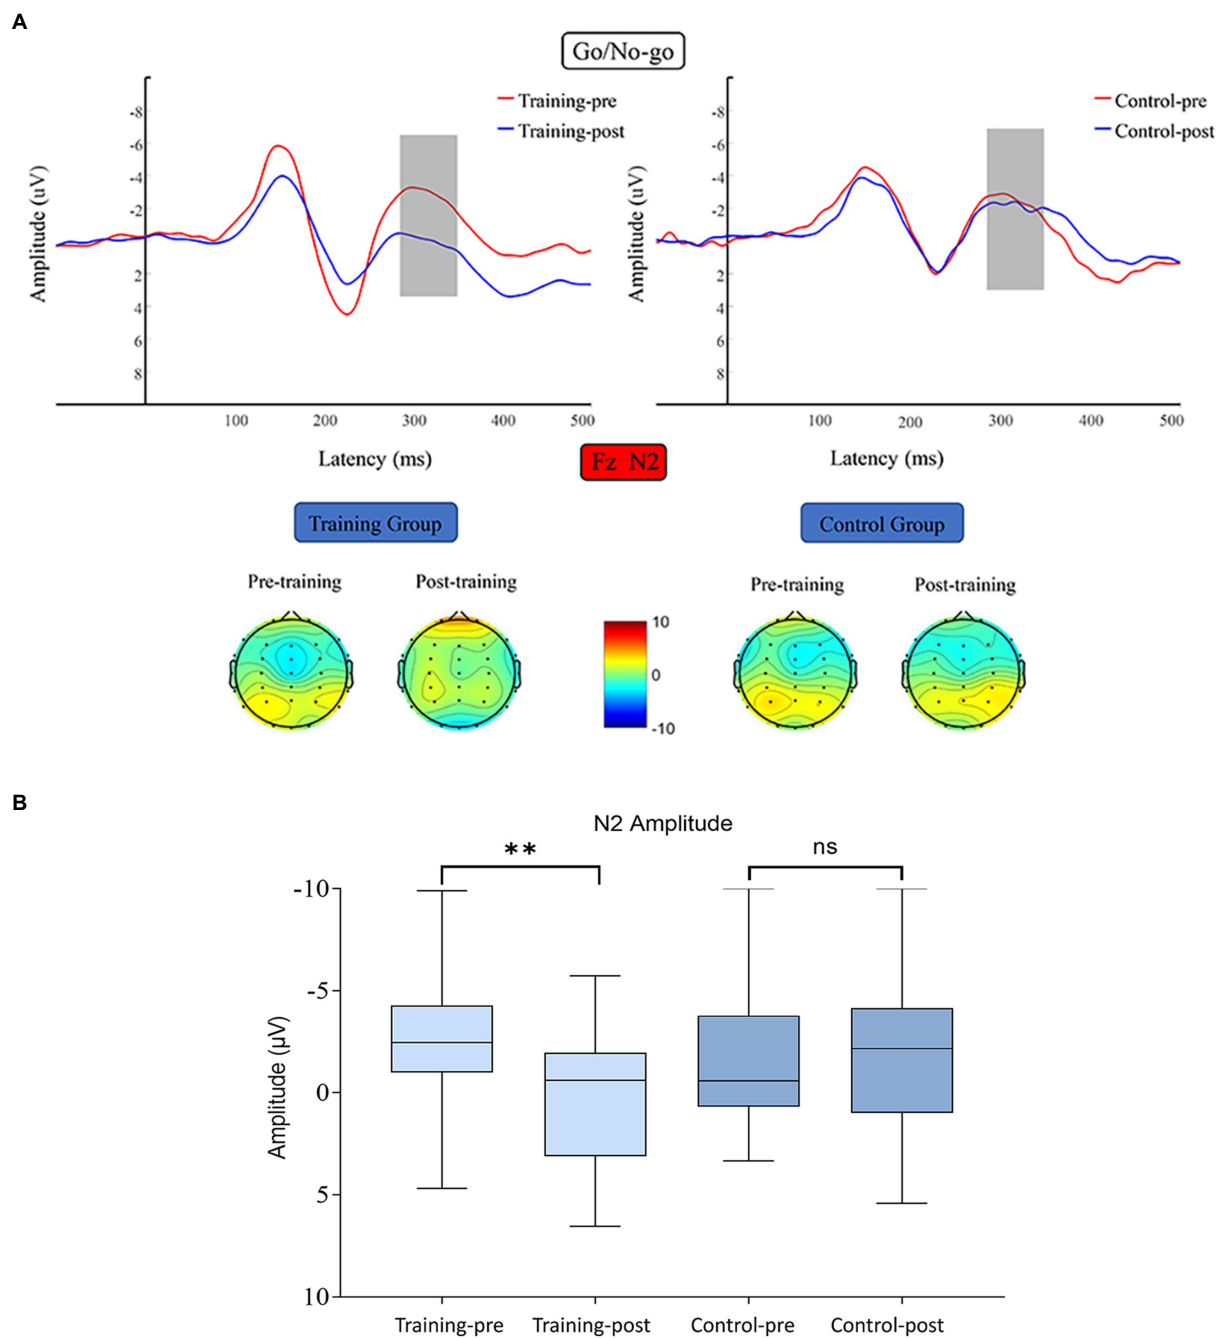 A
Go/No-go
Training-pre
Training-post
Amplitude (uV)
-8
-6
-4
-2
2
4
6
8
100
200
300
400
500
Latency (ms)
Control-pre
Control-post
Amplitude (uV)
-8
-6
-4
-2
2
4
6
8
100
200
300
400
500
Latency (ms)
Fz N2
Training Group
Control Group
Pre-training
Post-training
10
0
-10
Pre-training
Post-training
B
N2 Amplitude
**
ns
Amplitude (μV)
-10
-5
0
5
10
Training-pre
Training-post
Control-pre
Control-post